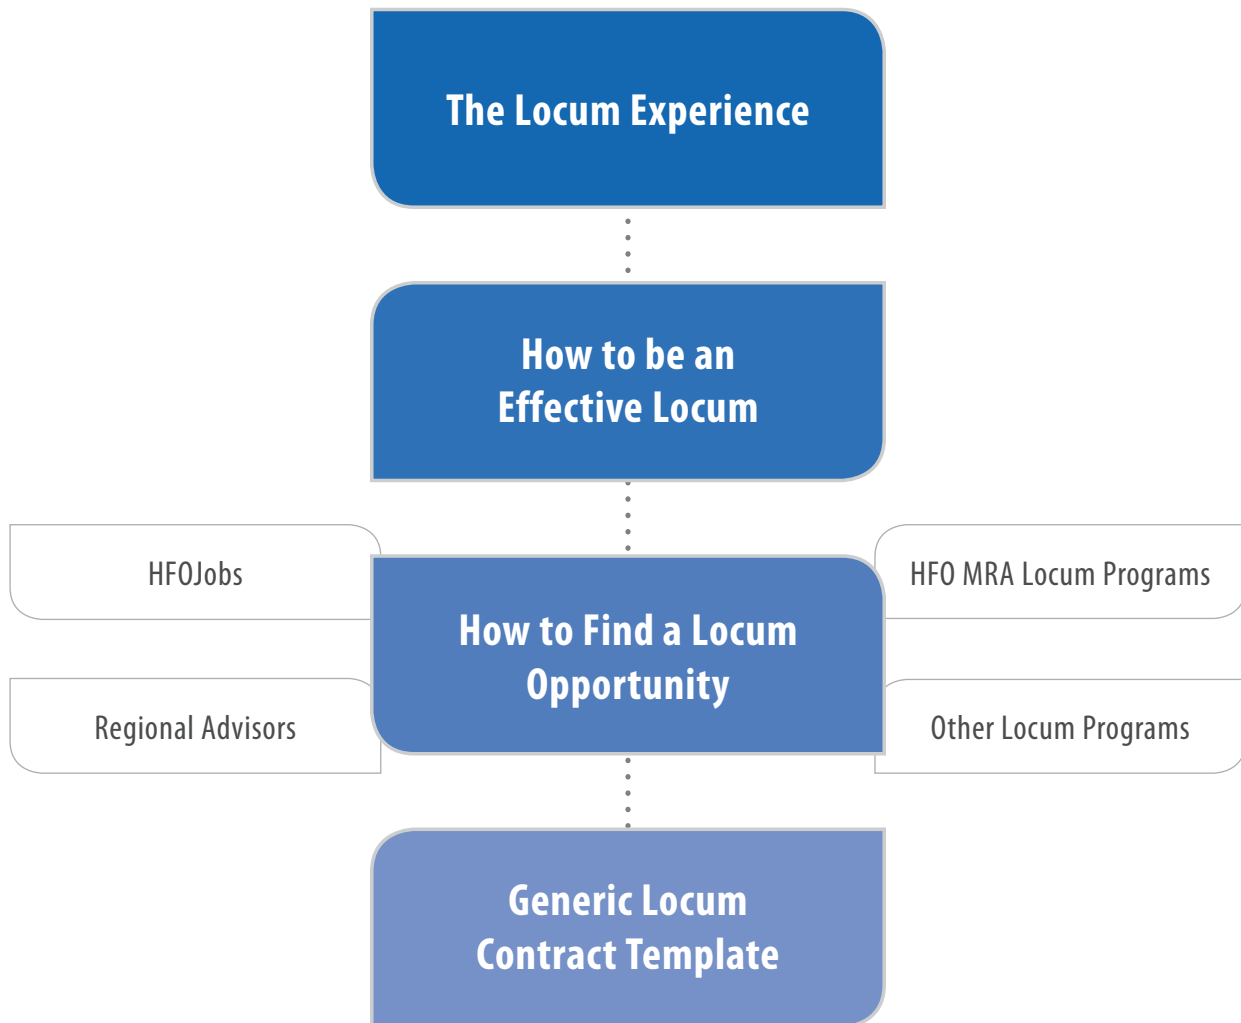 The Locum Experience
How to be an
Effective Locum
HFOJobs
HFO MRA Locum Programs
How to Find a Locum
Opportunity
Regional Advisors
Other Locum Programs
Generic Locum
Contract Template